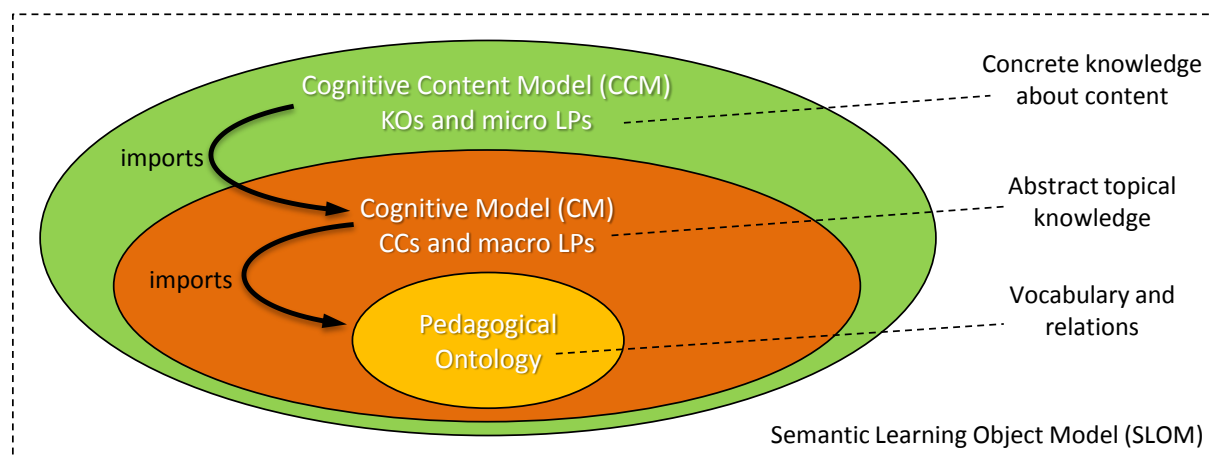 Cognitive Content Model (CCM)
KOs and micro LPs
Concrete knowledge
about content
imports
Cognitive Model (CM)
CCs and macro LPs
Abstract topical
knowledge
imports
Pedagogical
Ontology
Vocabulary and
relations
Semantic Learning Object Model (SLOM)